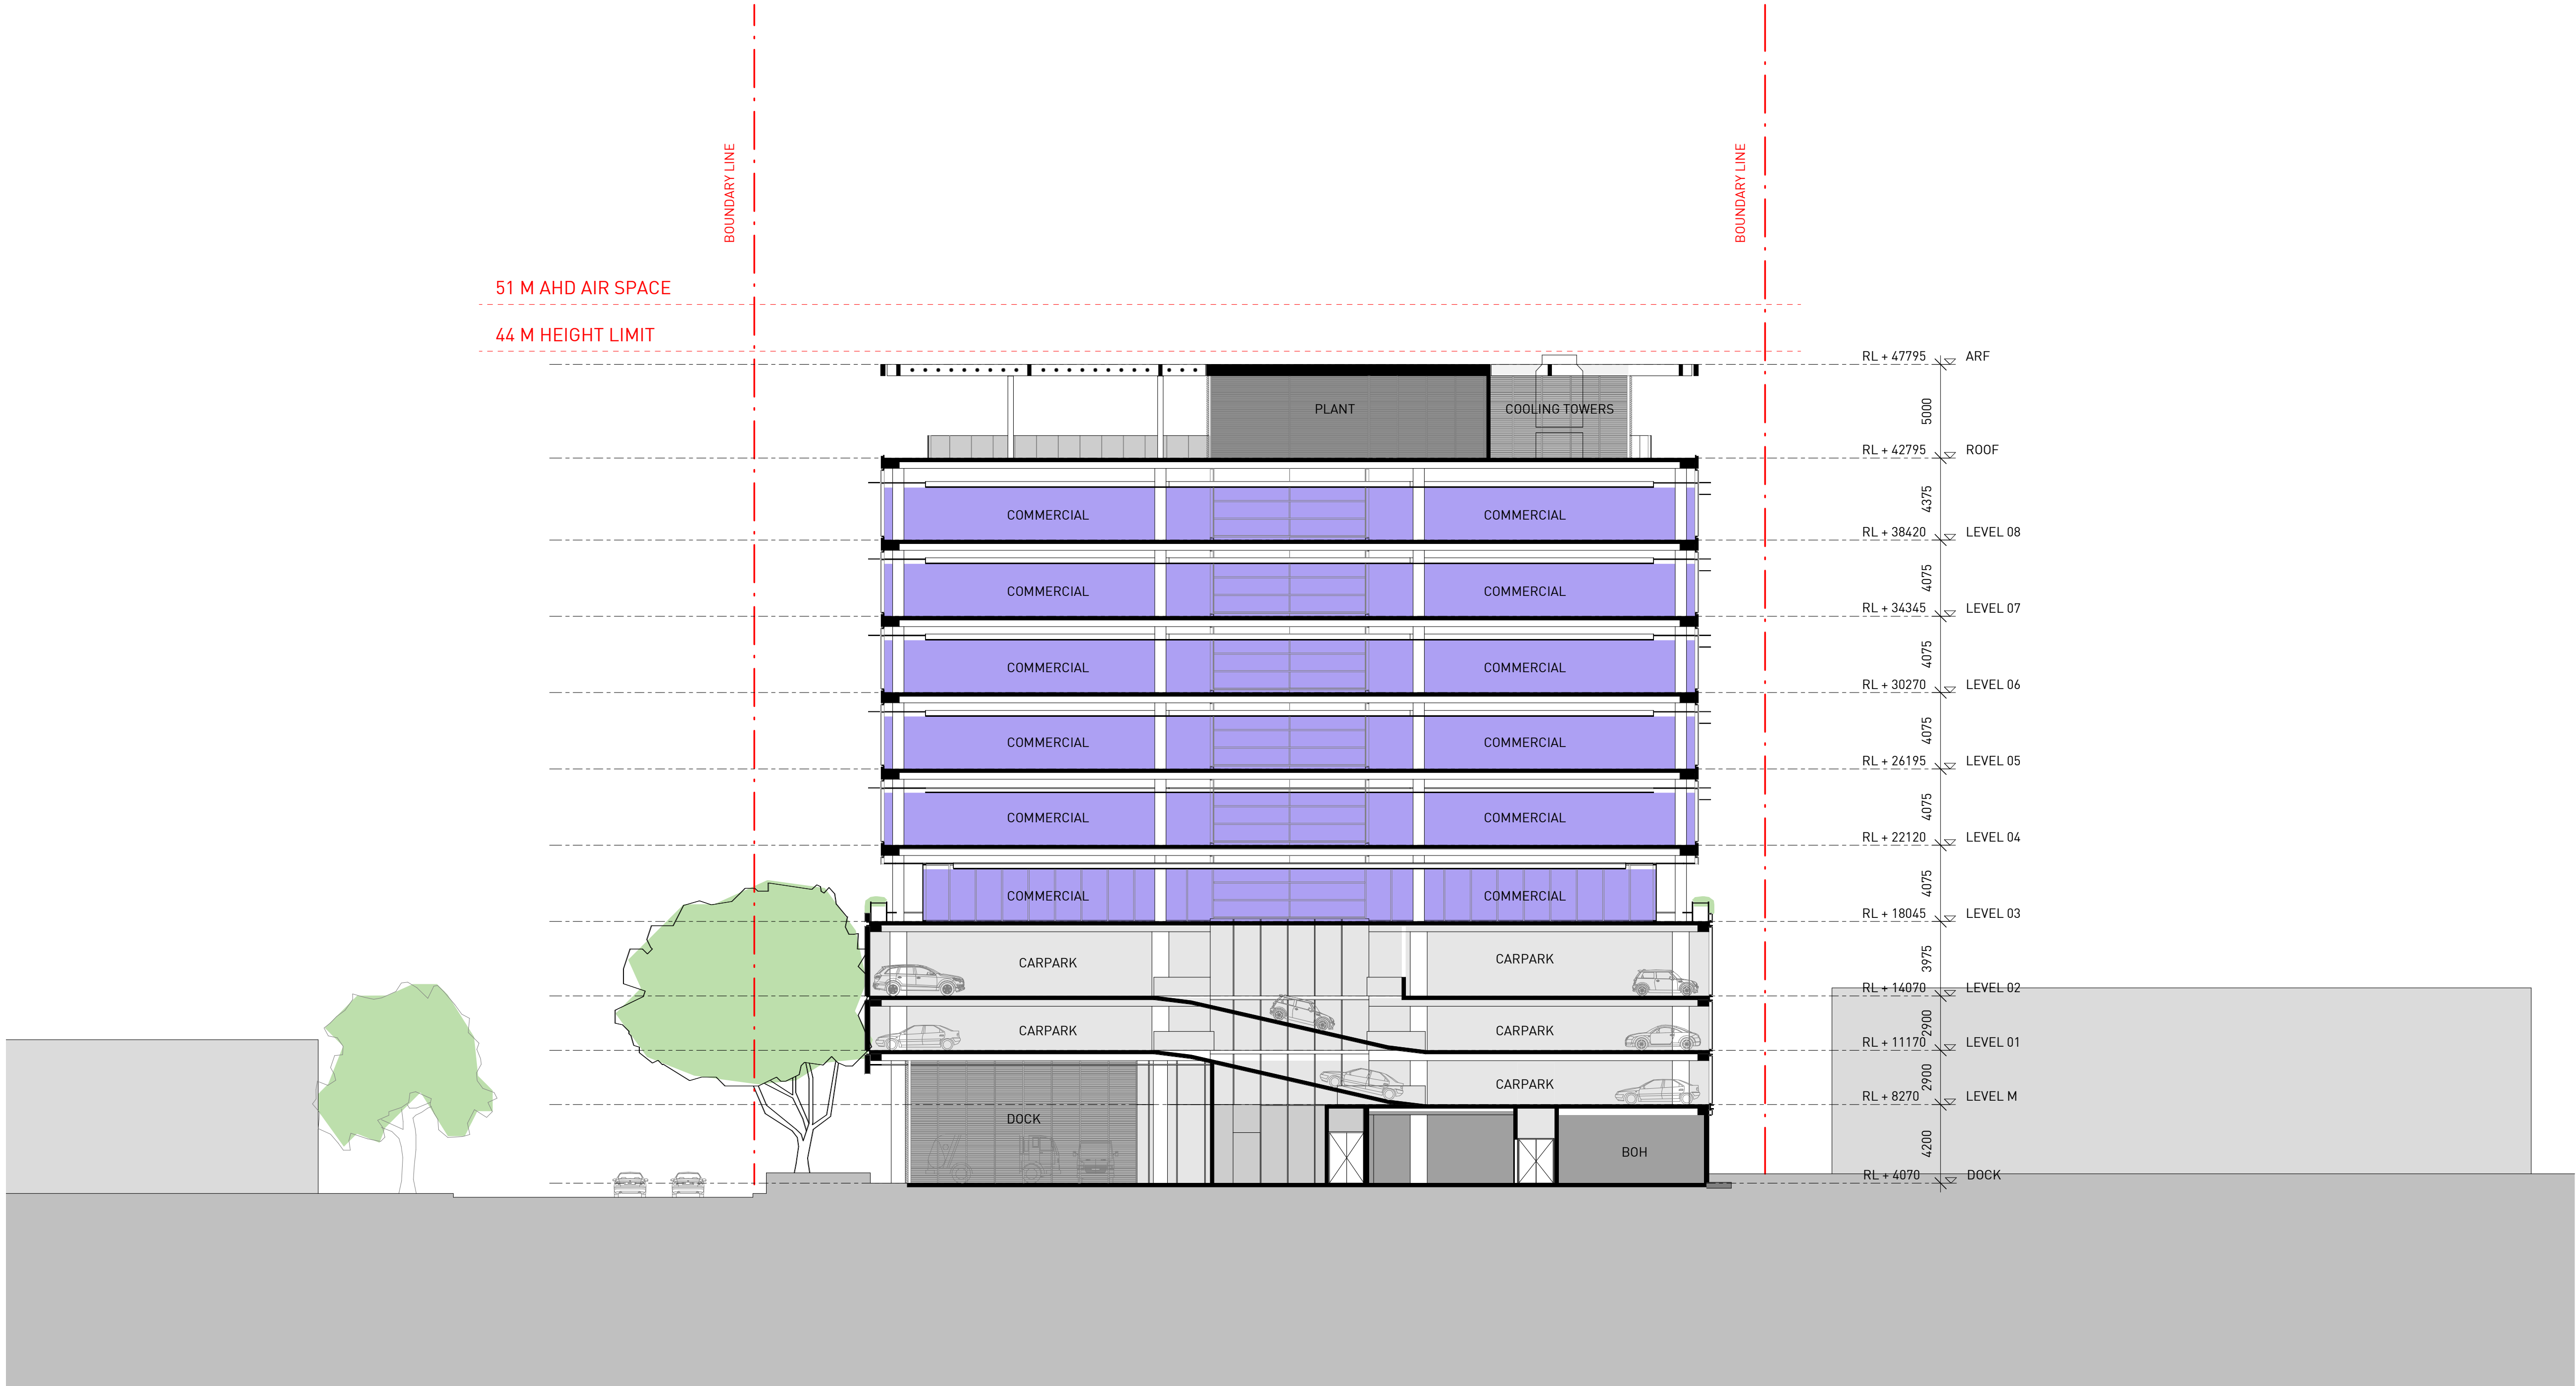 BOUNDARY LINE
BOUNDARY LINE
51 M AHD AIR SPACE
44 M HEIGHT LIMIT
RL + 47795 ARF
PLANT
COOLING TOWERS
5000
RL + 42795 ROOF
4375
COMMERCIAL
COMMERCIAL
RL + 38420 LEVEL 08
4075
COMMERCIAL
COMMERCIAL
RL + 34345 LEVEL 07
4075
COMMERCIAL
COMMERCIAL
RL + 30270 LEVEL 06
4075
COMMERCIAL
COMMERCIAL
RL + 26195 LEVEL 05
4075
COMMERCIAL
COMMERCIAL
RL + 22120 LEVEL 04
4075
COMMERCIAL
COMMERCIAL
RL + 18045 LEVEL 03
3975
CARPARK
CARPARK
RL + 14070 LEVEL 02
2900
CARPARK
CARPARK
RL + 11170 LEVEL 01
2900
CARPARK
RL + 8270 LEVEL M
DOCK
4200
BOH
RL + 4070 DOCK